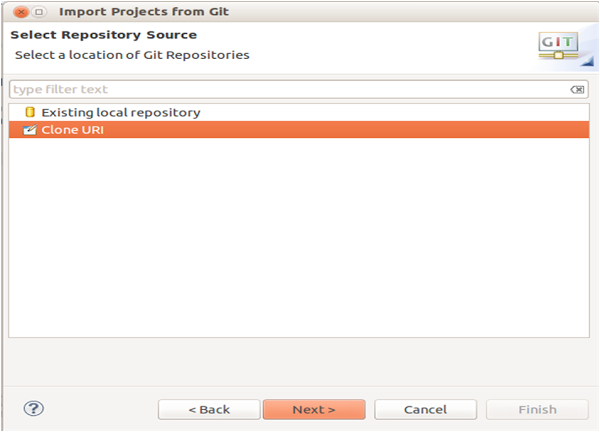 Import Projects from Git
Select Repository Source
Select a location of Git Repositories
GIT
type filter text
Existing local repository
Clone URI
?
< Back
Next >
Cancel
Finish